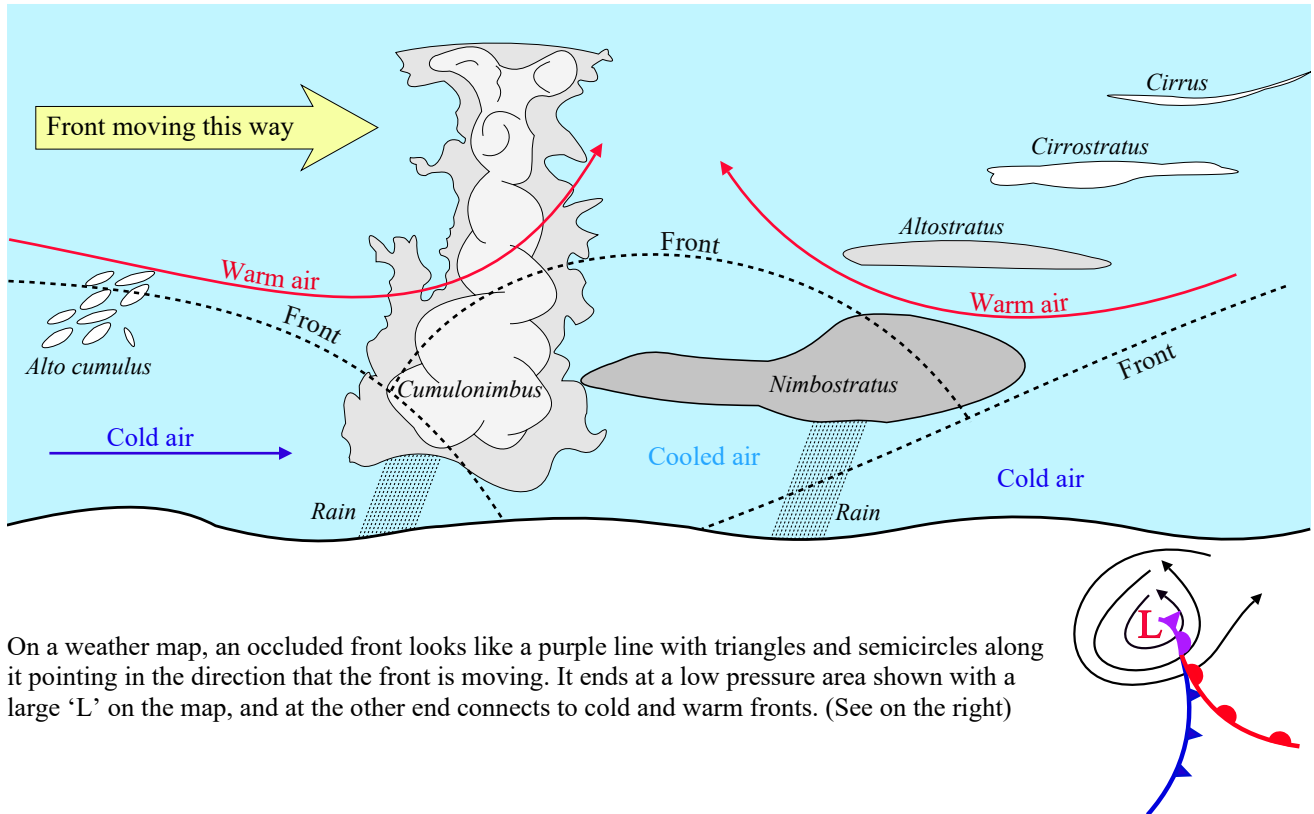 Cirrus
Front moving this way
Cirrostratus
Altostratus
Front
Warm air
Warm air
Front
Front
Alto cumulus
Cumulonimbus
Nimbostratus
Cold air
Cooled air
Cold air
Rain
Rain
L
On a weather map, an occluded front looks like a purple line with triangles and semicircles along
it pointing in the direction that the front is moving. It ends at a low pressure area shown with a
large ‘L’ on the map, and at the other end connects to cold and warm fronts. (See on the right)